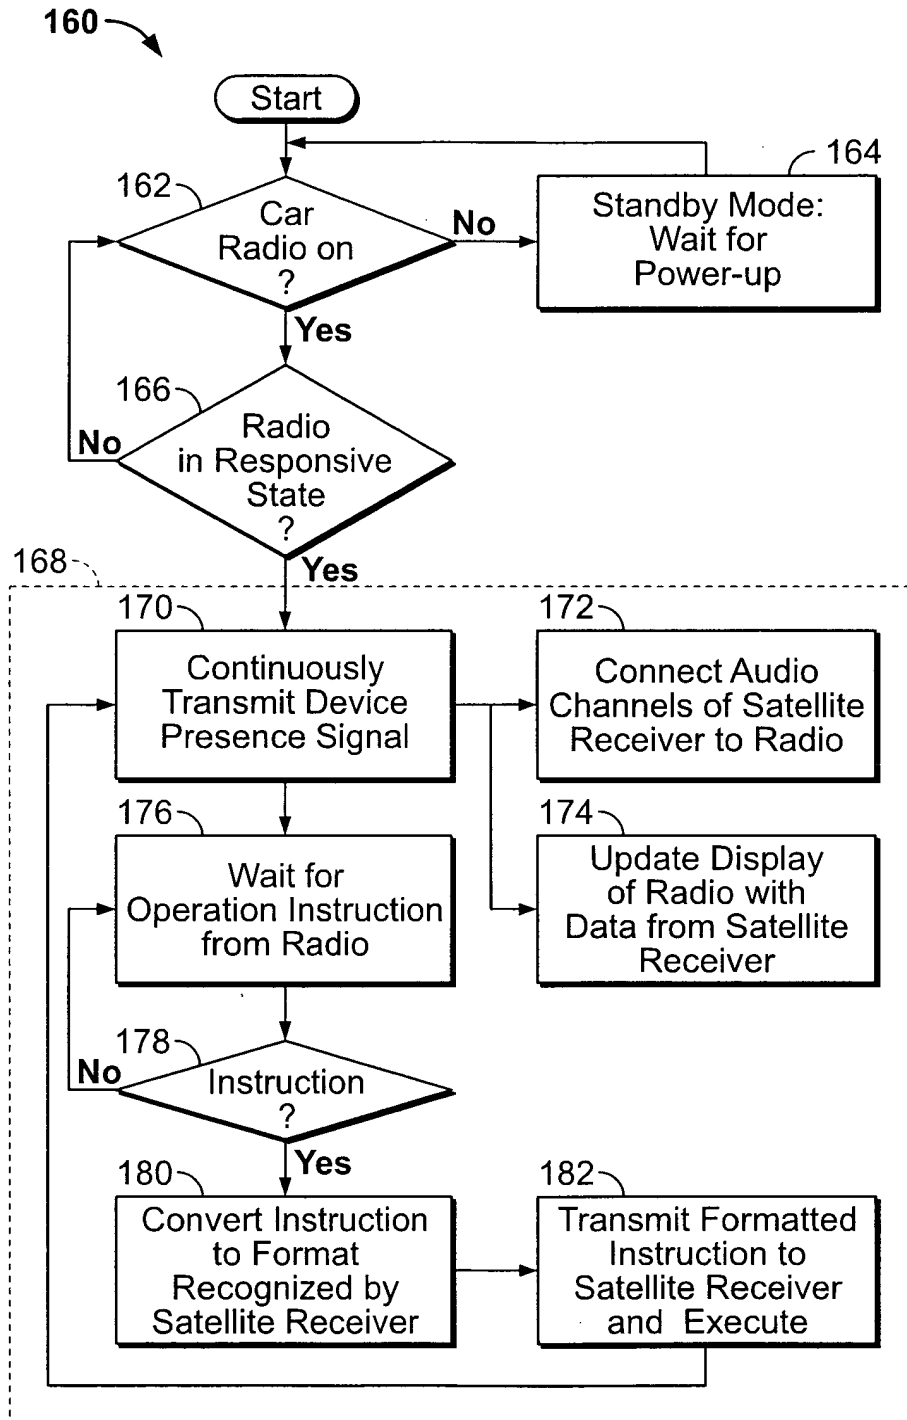 160
Start
162
Car
Radio on
?
No
164
Standby Mode:
Wait for
Power-up
Yes
166
Radio
in Responsive
State
?
No
Yes
168
170
Continuously
Transmit Device
Presence Signal
172
Connect Audio
Channels of Satellite
Receiver to Radio
174
Update Display
of Radio with
Data from Satellite
Receiver
176
Wait for
Operation Instruction
from Radio
178
Instruction
?
No
Yes
180
Convert Instruction
to Format
Recognized by
Satellite Receiver
182
Transmit Formatted
Instruction to
Satellite Receiver
and Execute